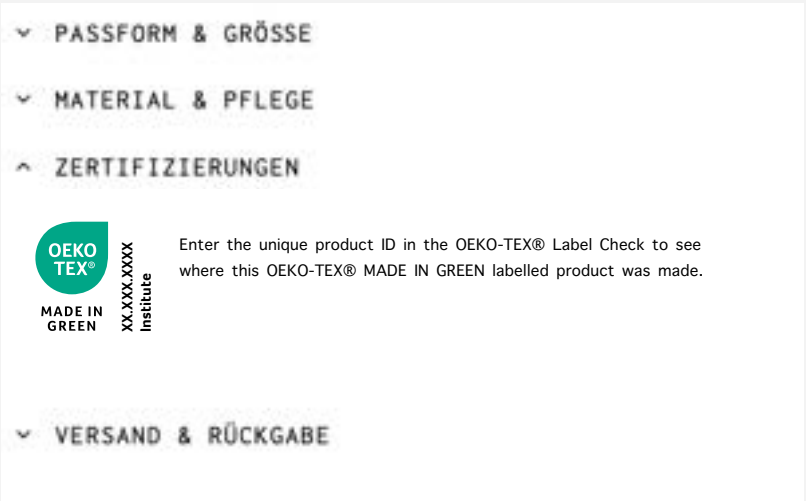 PASSFORM & GRÖSSE
MATERIAL & PFLEGE
ZERTIFIZIERUNGEN
OEKO
TEX®
MADE IN
GREEN
XX.XXX.XXXX
Institute
Enter the unique product ID in the OEKO-TEX® Label Check to see
where this OEKO-TEX® MADE IN GREEN labelled product was made.
VERSAND & RÜCKGABE